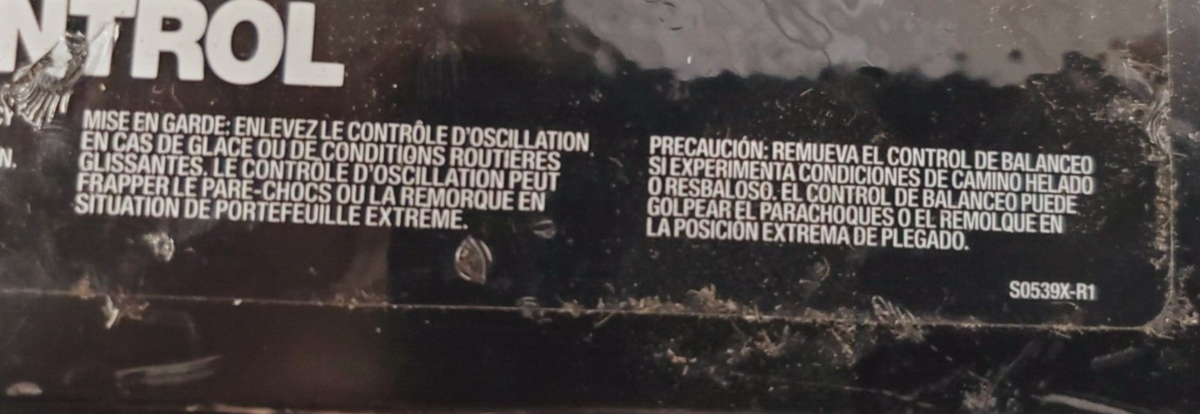 NTROL
CY
N.
MISE EN GARDE: ENLEVEZ LE CONTRÔLE D'OSCILLATION
EN CAS DE GLACE OU DE CONDITIONS ROUTIERES
GLISSANTES. LE CONTRÔLE D'OSCILLATION PEUT
FRAPPER LE PARE-CHOCS OU LA REMORQUE EN
SITUATION DE PORTEFEUILLE EXTREME.
PRECAUCIÓN: REMUEVA EL CONTROL DE BALANCEO
SI EXPERIMENTA CONDICIONES DE CAMINO HELADO
O RESBALOSO. EL CONTROL DE BALANCEO PUEDE
GOLPEAR EL PARACHOQUES O EL REMOLQUE EN
LA POSICIÓN EXTREMA DE PLEGADO.
S0539X-R1